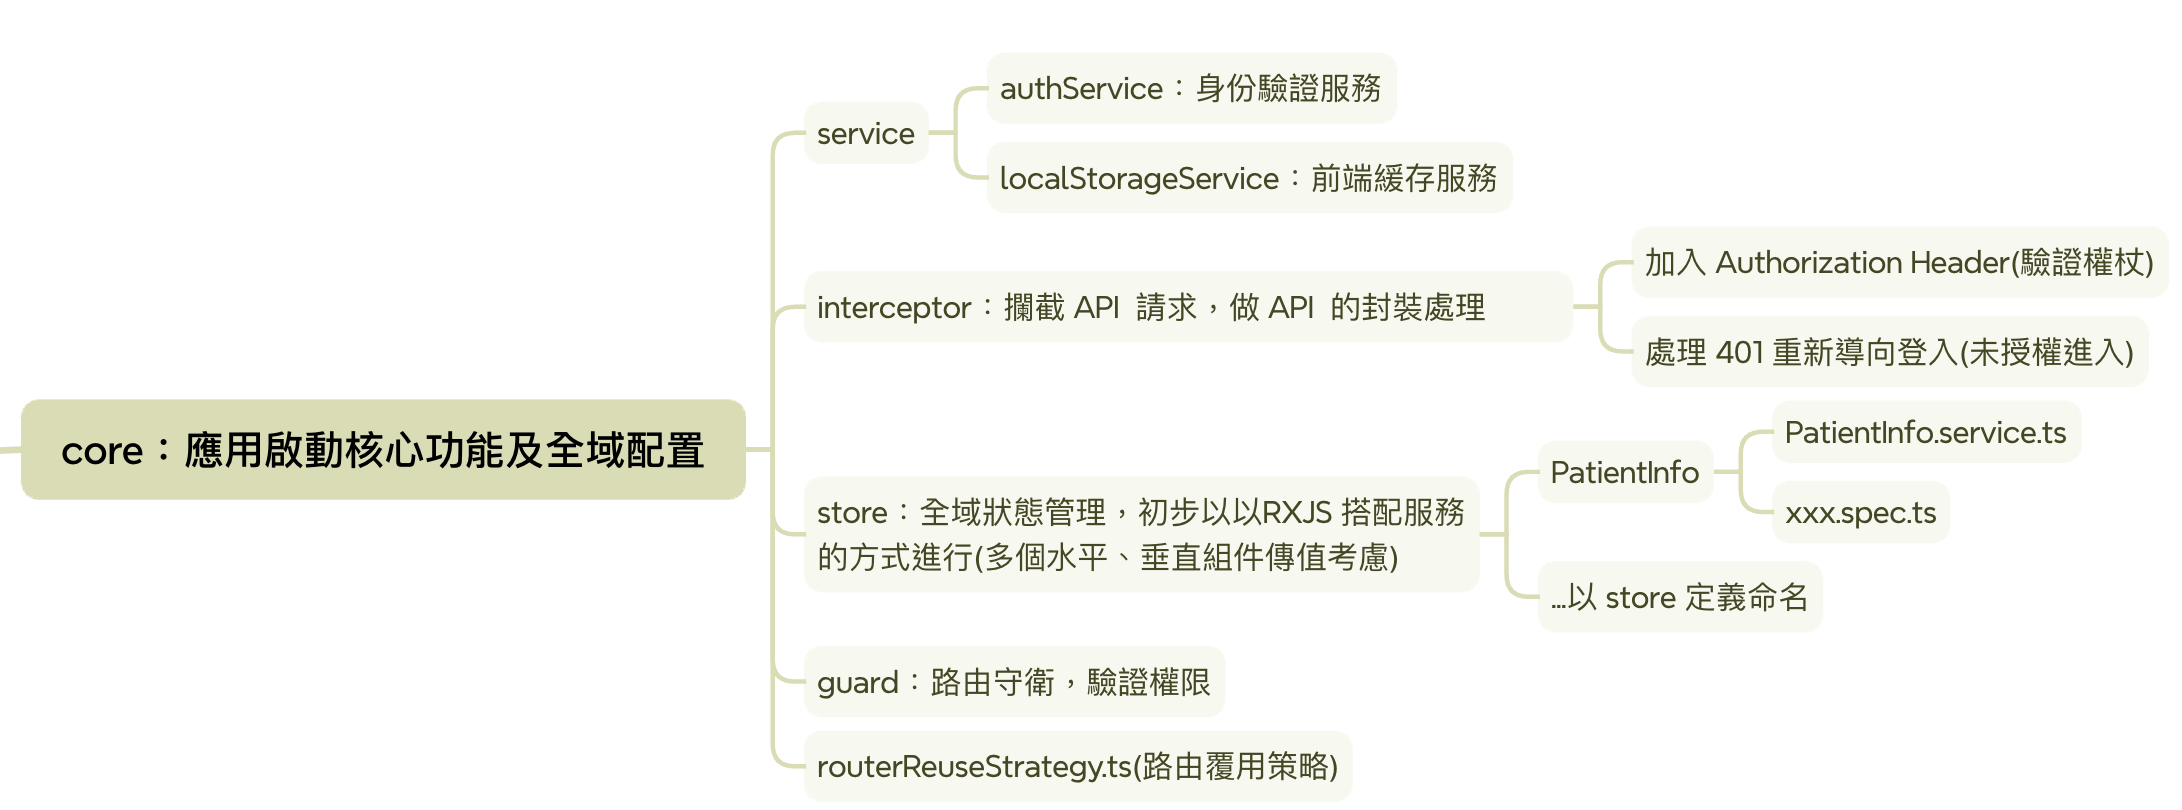 core：應用啟動核心功能及全域配置
service
authService：身份驗證服務
localStorageService：前端緩存服務
interceptor：攔截 API 請求，做 API 的封裝處理
加入 Authorization Header(驗證權杖)
處理 401 重新導向登入(未授權進入)
store：全域狀態管理，初步以以RXJS 搭配服務
的方式進行(多個水平、垂直組件傳值考慮)
PatientInfo
PatientInfo.service.ts
xxx.spec.ts
...以 store 定義命名
guard：路由守衛，驗證權限
routerReuseStrategy.ts(路由覆用策略)